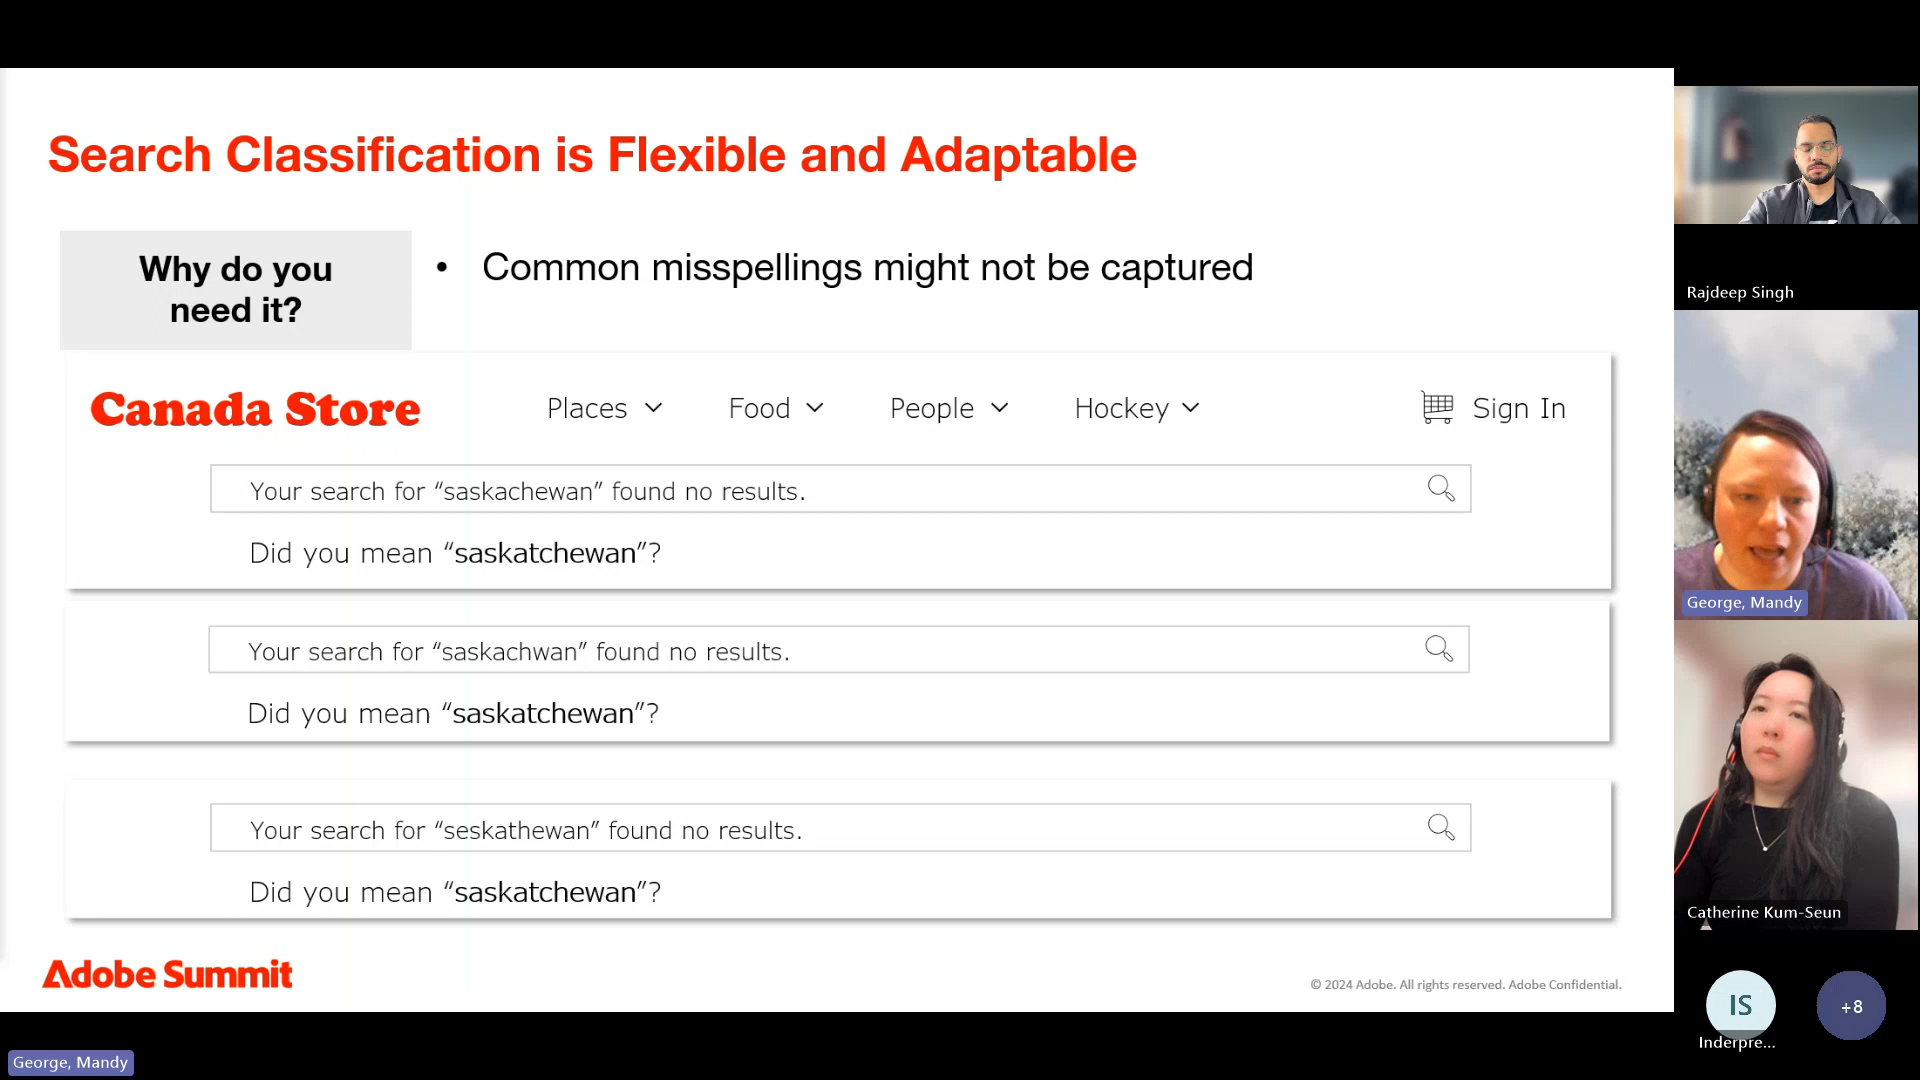 Search Classification is Flexible and Adaptable
Why do you
need it?
• Common misspellings might not be captured
Canada Store
Places
Food
People
Hockey
Sign In
Your search for “saskachewan” found no results.
Did you mean “saskatchewan”?
Your search for “saskachwan” found no results.
Did you mean “saskatchewan”?
Your search for “seskathewan” found no results.
Did you mean “saskatchewan”?
Adobe Summit
© 2024 Adobe. All rights reserved. Adobe Confidential.
George, Mandy
Rajdeep Singh
George, Mandy
Catherine Kum-Seun
IS
Inderpre...
+8